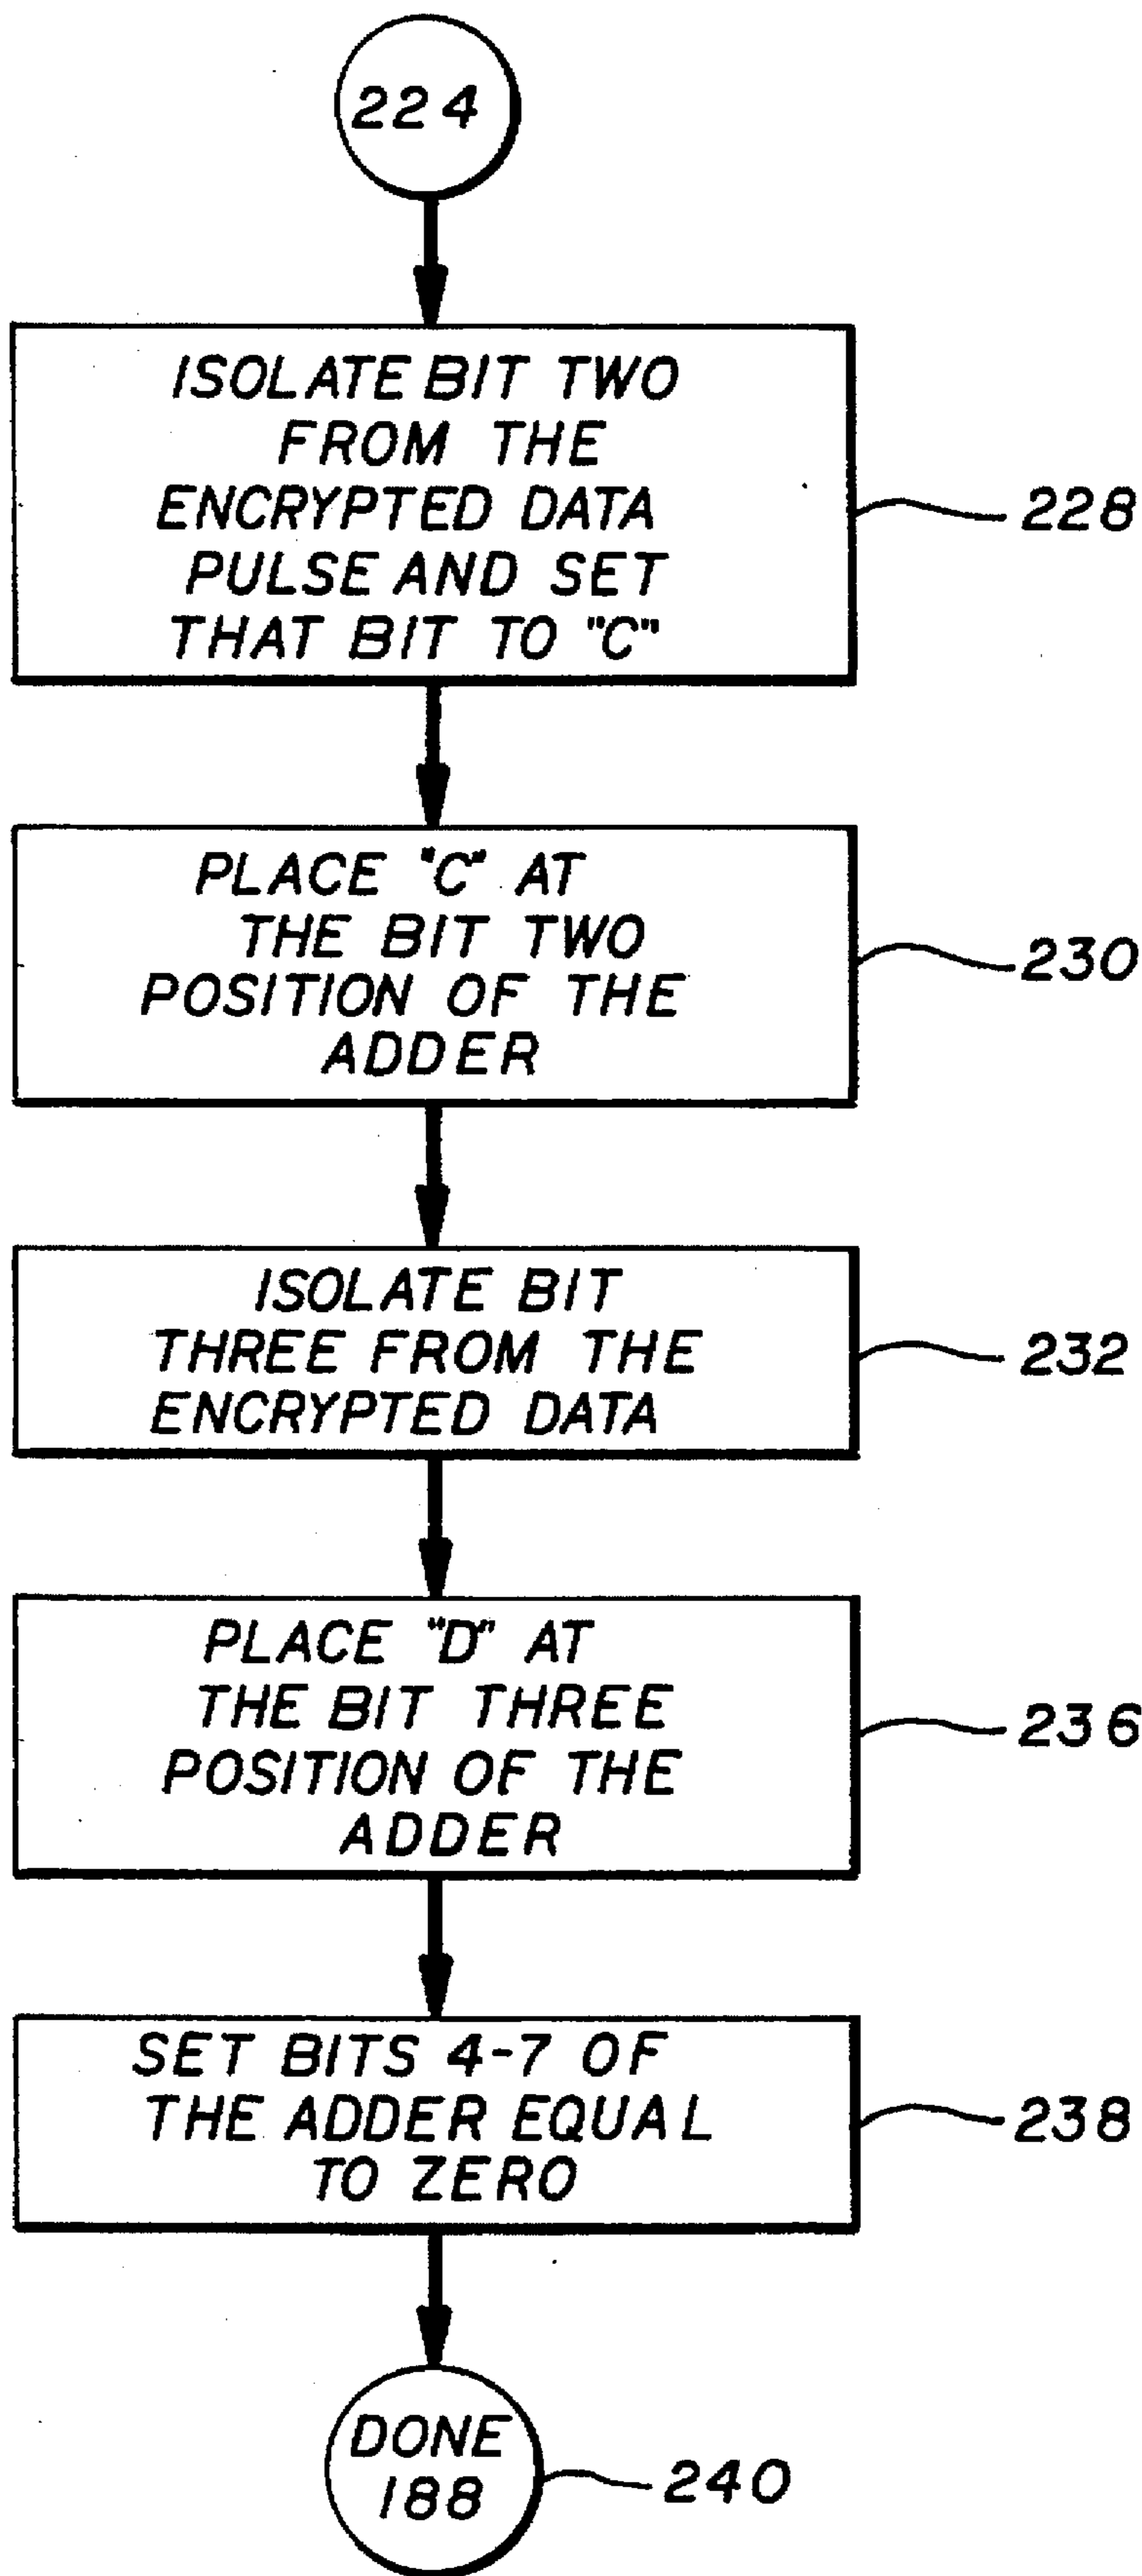 224
ISOLATE BIT TWO
FROM THE
ENCRYPTED DATA
PULSE AND SET
THAT BIT TO "C"
228
PLACE "C" AT
THE BIT TWO
POSITION OF THE
ADDER
230
ISOLATE BIT
THREE FROM THE
ENCRYPTED DATA
232
PLACE "D" AT
THE BIT THREE
POSITION OF THE
ADDER
236
SET BITS 4-7 OF
THE ADDER EQUAL
TO ZERO
238
DONE
188
240